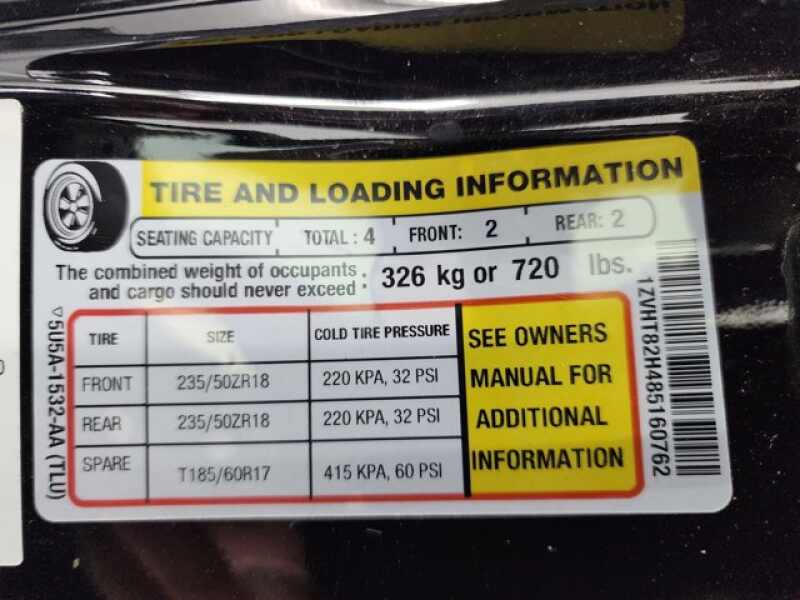 TIRE AND LOADING INFORMATION
SEATING CAPACITY TOTAL : 4 FRONT: 2 REAR: 2
The combined weight of occupants
and cargo should never exceed : 326 kg or 720 lbs.
TIRE SIZE COLD TIRE PRESSURE
FRONT 235/50ZR18 220 KPA, 32 PSI
REAR 235/50ZR18 220 KPA, 32 PSI
SPARE T185/60R17 415 KPA, 60 PSI
SEE OWNERS
MANUAL FOR
ADDITIONAL
INFORMATION
5U5A-1532-AA (TLU)
1ZVHT82H485160762